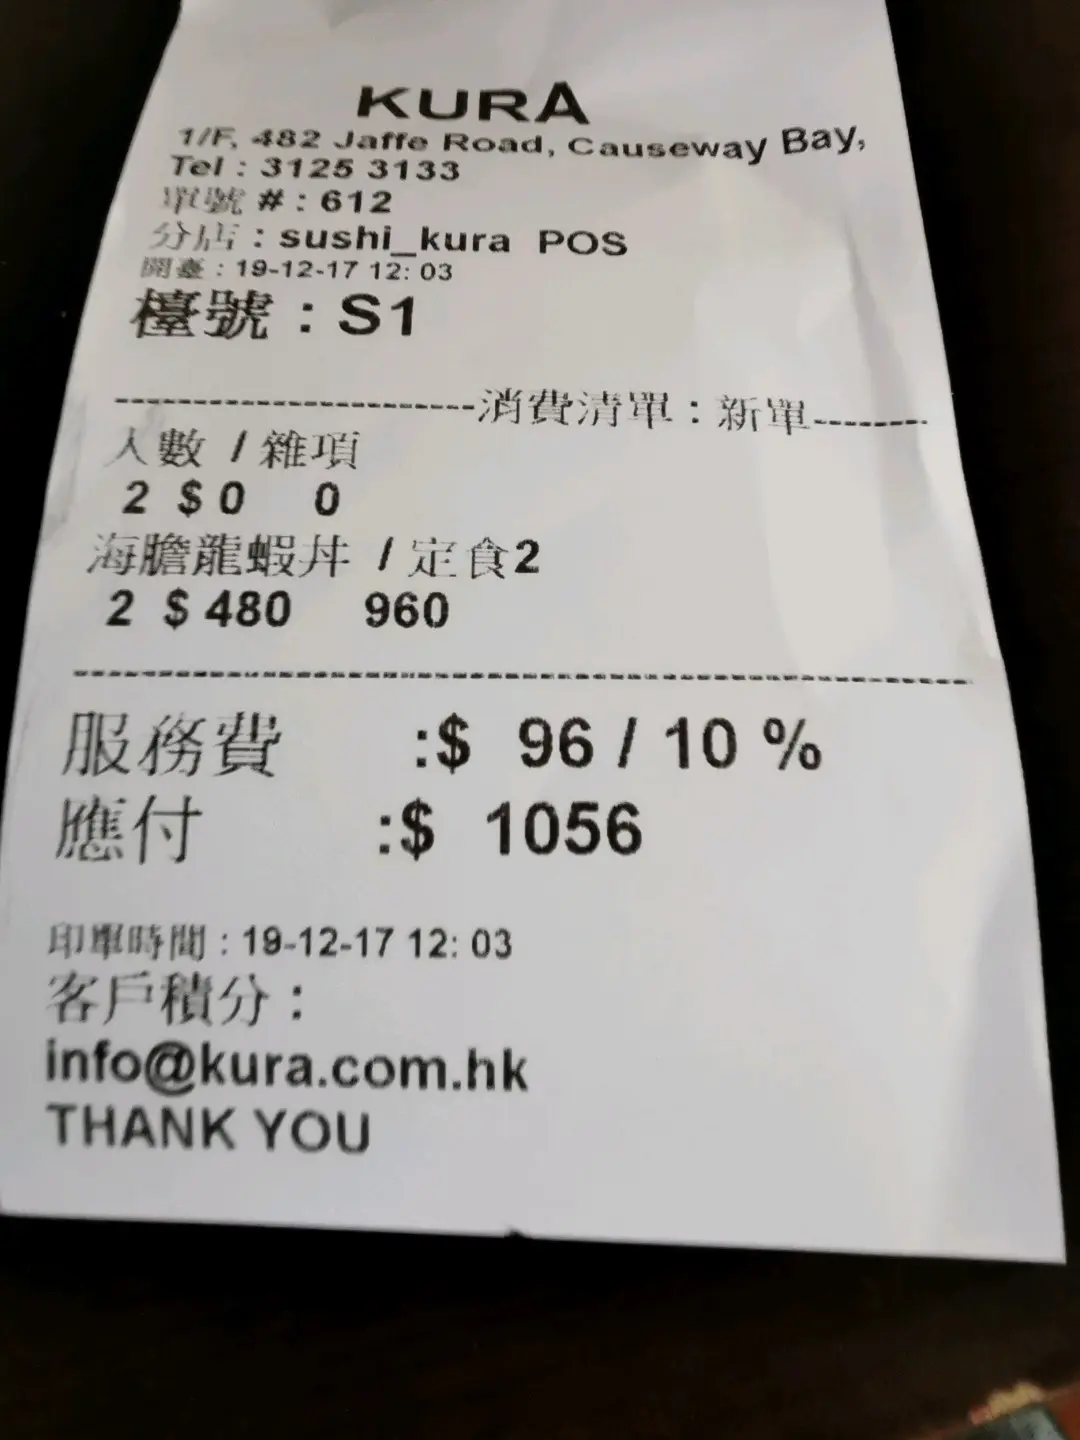 KURA
1/F, 482 Jaffe Road, Causeway Bay,
Tel : 3125 3133
單號 # : 612
分店 : sushi_kura POS
開臺 : 19-12-17 12: 03
檯號 : S1
----------------------消費清單 : 新單-------
人數 / 雜項
2 $ 0 0
海膽龍蝦丼 / 定食2
2 $ 480 960
服務費 :$ 96 / 10 %
應付 :$ 1056
印單時間 : 19-12-17 12: 03
客戶積分 :
info@kura.com.hk
THANK YOU